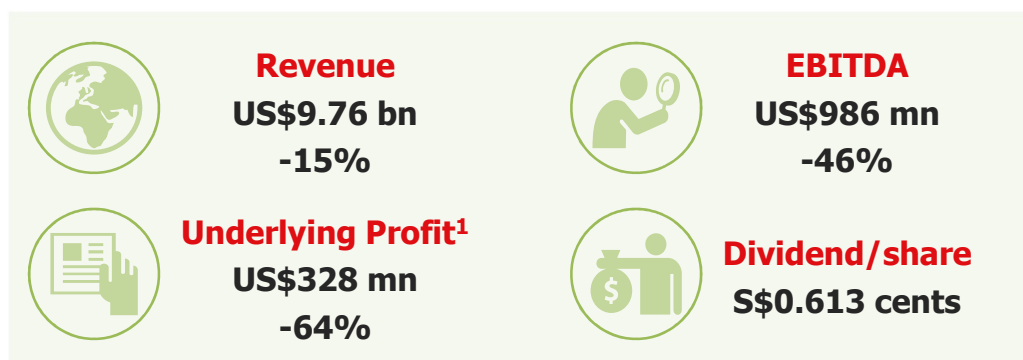 Revenue
US$9.76 bn
-15%
EBITDA
US$986 mn
-46%
Underlying Profit¹
US$328 mn
-64%
$
Dividend/share
S$0.613 cents